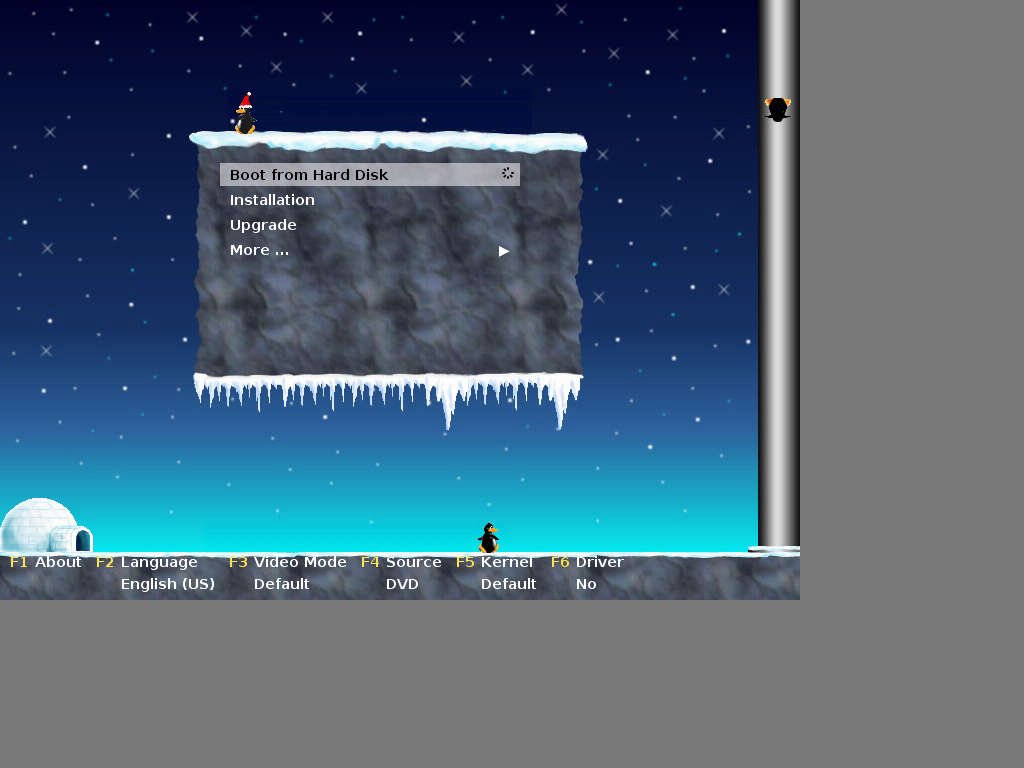 Boot from Hard Disk
Installation
Upgrade
More ...
F1 About F2 Language F3 Video Mode F4 Source F5 Kernel F6 Driver
English (US) Default DVD Default No